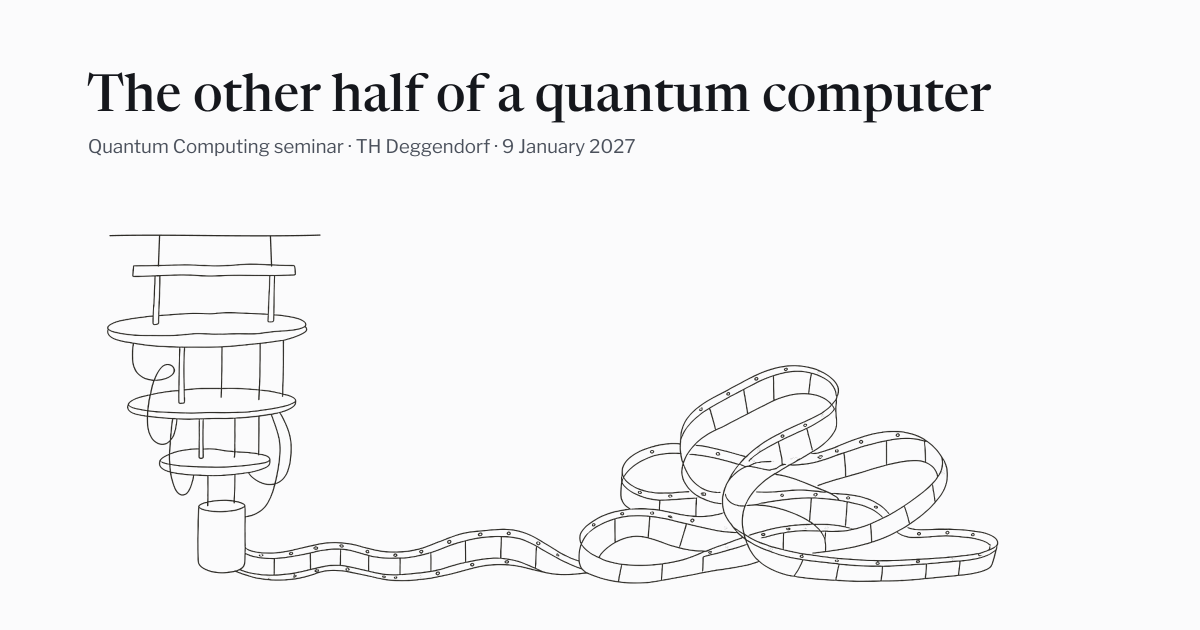 The other half of a quantum computer
Quantum Computing seminar · TH Deggendorf · 9 January 2027